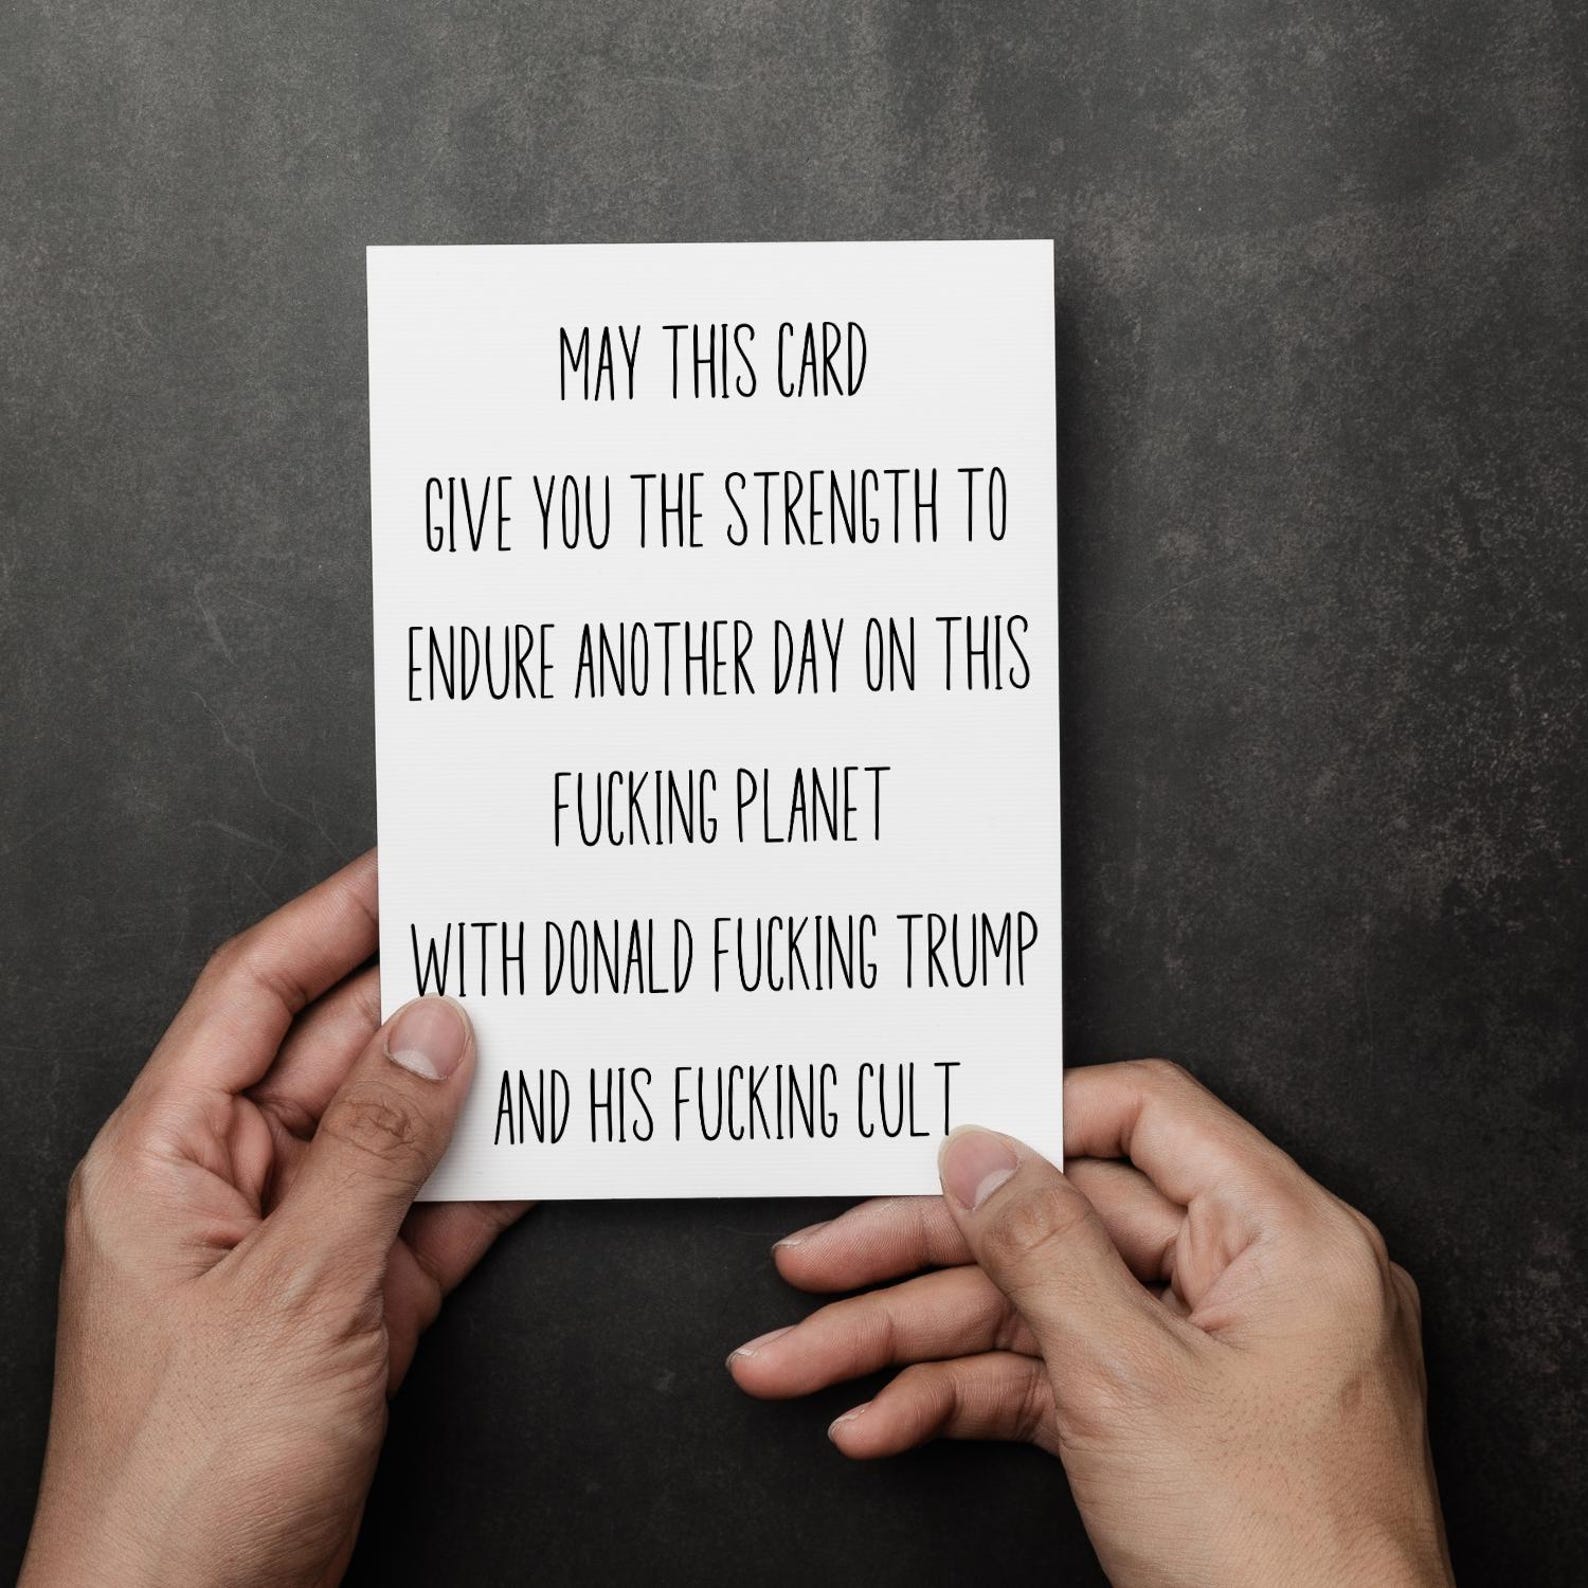 MAY THIS CARD
GIVE YOU THE STRENGTH TO
ENDURE ANOTHER DAY ON THIS
FUCKING PLANET
WITH DONALD FUCKING TRUMP
AND HIS FUCKING CULT